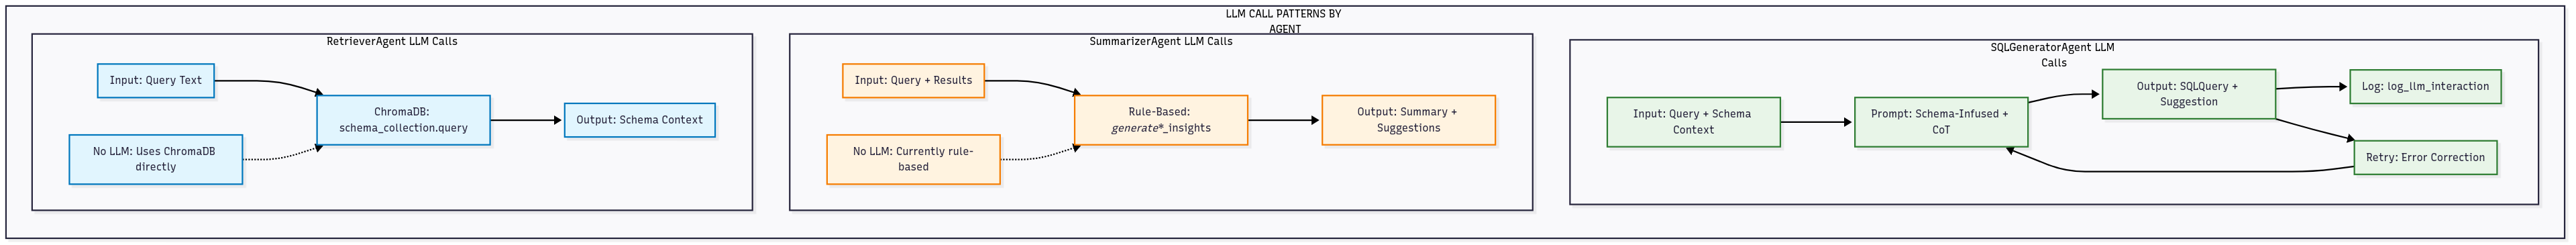 LLM CALL PATTERNS BY
AGENT
RetrieverAgent LLM Calls
Input: Query Text
No LLM: Uses ChromaDB
directly
ChromaDB:
schema_collection.query
Output: Schema Context
SummarizerAgent LLM Calls
Input: Query + Results
No LLM: Currently rule-
based
Rule-Based:
generate*_insights
Output: Summary +
Suggestions
SQLGeneratorAgent LLM
Calls
Input: Query + Schema
Context
Prompt: Schema-Infused +
CoT
Output: SQLQuery +
Suggestion
Log: log_llm_interaction
Retry: Error Correction